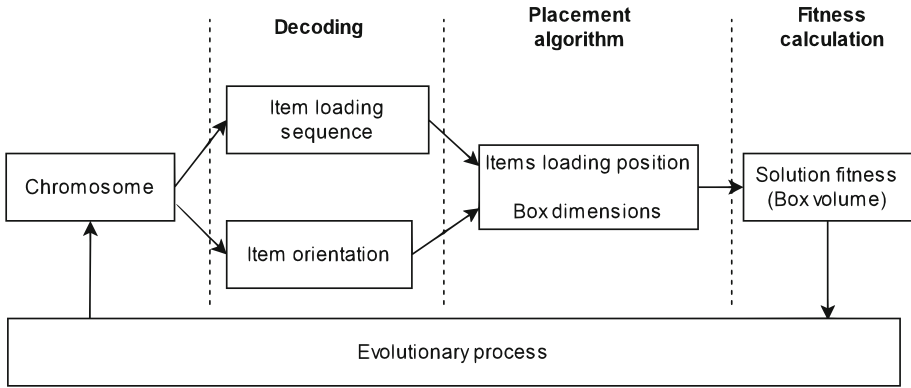 Decoding
Placement
algorithm
Fitness
calculation
Item loading
sequence
Chromosome
Items loading position
Box dimensions
Solution fitness
(Box volume)
Item orientation
Evolutionary process